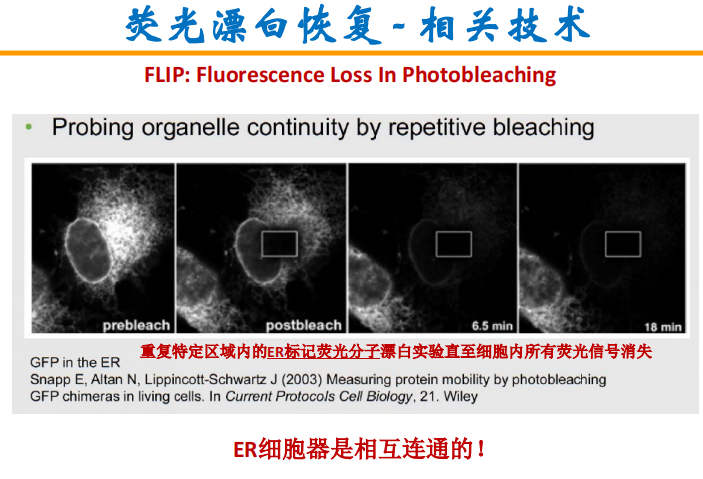 荧光漂白恢复-相关技术
FLIP: Fluorescence Loss In Photobleaching
• Probing organelle continuity by repetitive bleaching
prebleach
postbleach
6.5 min
18 min
重复特定区域内的ER标记荧光分子漂白实验直至细胞内所有荧光信号消失
GFP in the ER
Snapp E, Altan N, Lippincott-Schwartz J (2003) Measuring protein mobility by photobleaching
GFP chimeras in living cells. In Current Protocols Cell Biology, 21. Wiley
ER细胞器是相互连通的！